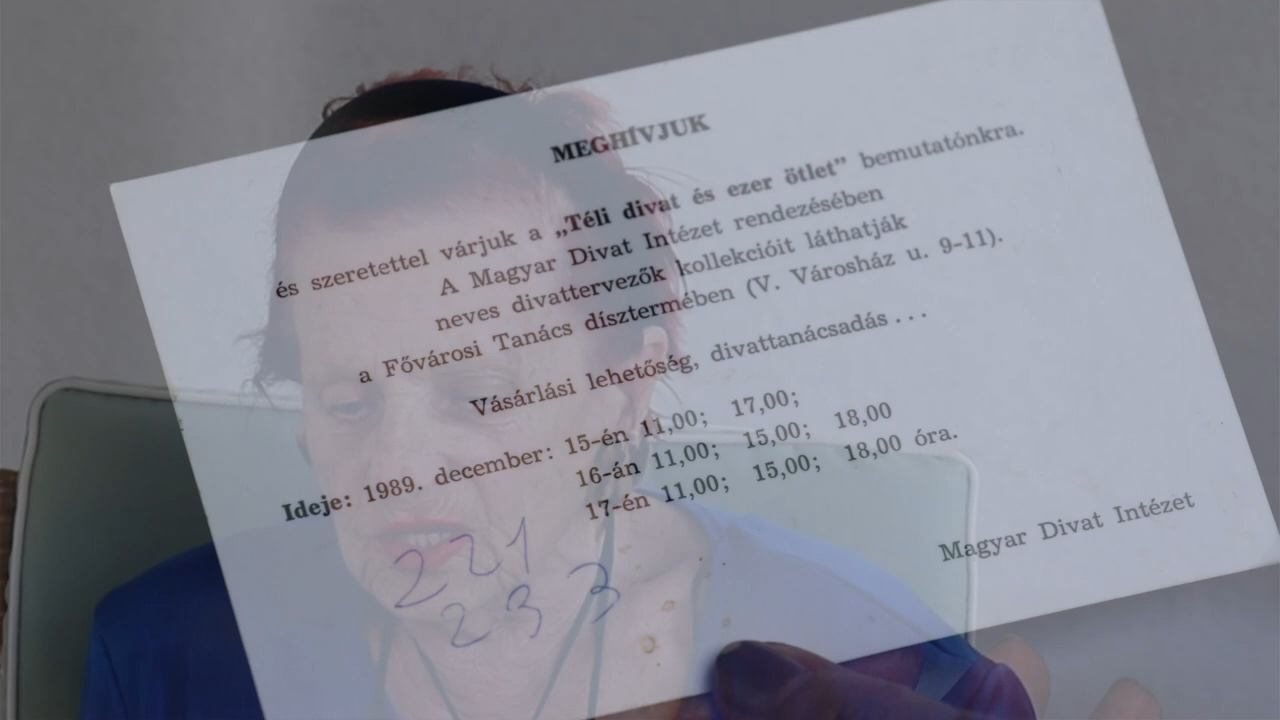 MEGHÍVJUK
és szeretettel várjuk a „Téli divat és ezer ötlet” bemutatónkra.
A Magyar Divat Intézet rendezésében
neves divattervezők kollekcióit láthatják
a Fővárosi Tanács dísztermében (V. Városház u. 9-11).
Vásárlási lehetőség, divattanácsadás . . .
Ideje: 1989. december: 15-én 11,00; 17,00;
16-án 11,00; 15,00; 18,00
17-én 11,00; 15,00; 18,00 óra.
Magyar Divat Intézet
221
233